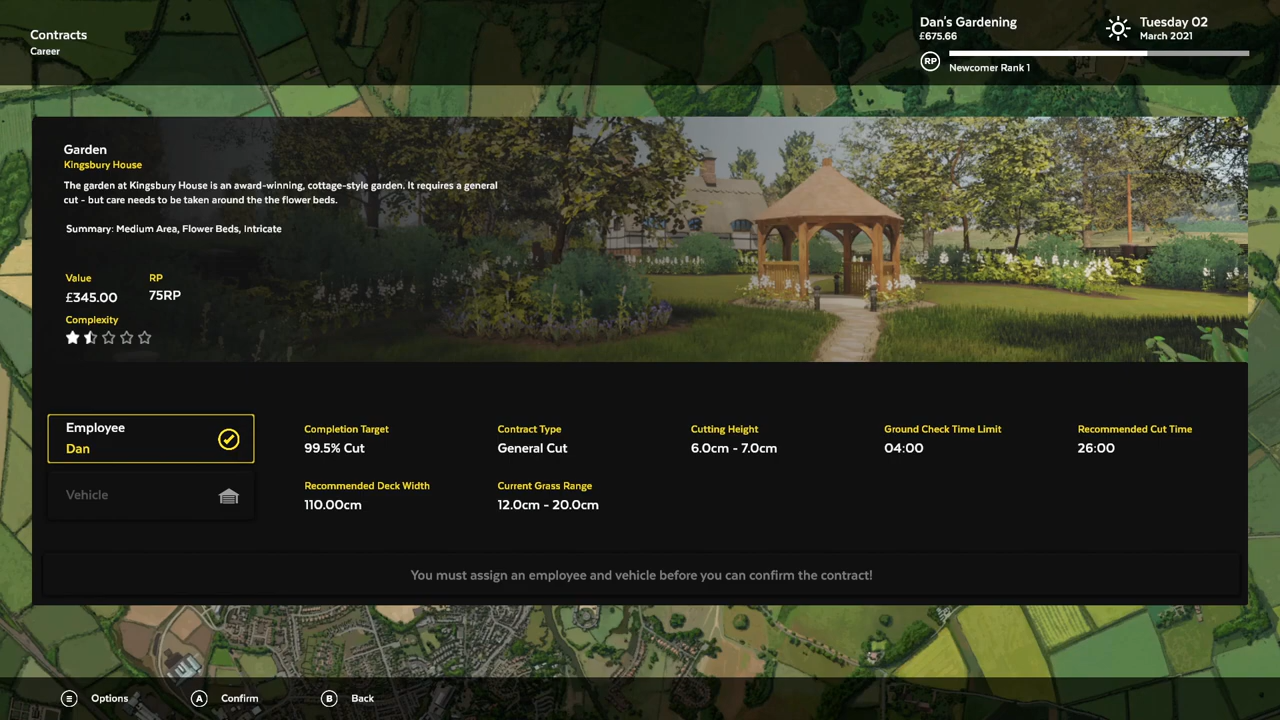 Contracts
Career
Dan's Gardening
£675.66
Tuesday 02
March 2021
RP
Newcomer Rank 1
Garden
Kingsbury House
The garden at Kingsbury House is an award-winning, cottage-style garden. It requires a general
cut - but care needs to be taken around the the flower beds.
Summary: Medium Area, Flower Beds, Intricate
Value
RP
£345.00
75RP
Complexity
Employee
Dan
Vehicle
Completion Target
99.5% Cut
Contract Type
General Cut
Cutting Height
6.0cm - 7.0cm
Ground Check Time Limit
04:00
Recommended Cut Time
26:00
Recommended Deck Width
110.00cm
Current Grass Range
12.0cm - 20.0cm
You must assign an employee and vehicle before you can confirm the contract!
Options
A Confirm
B Back